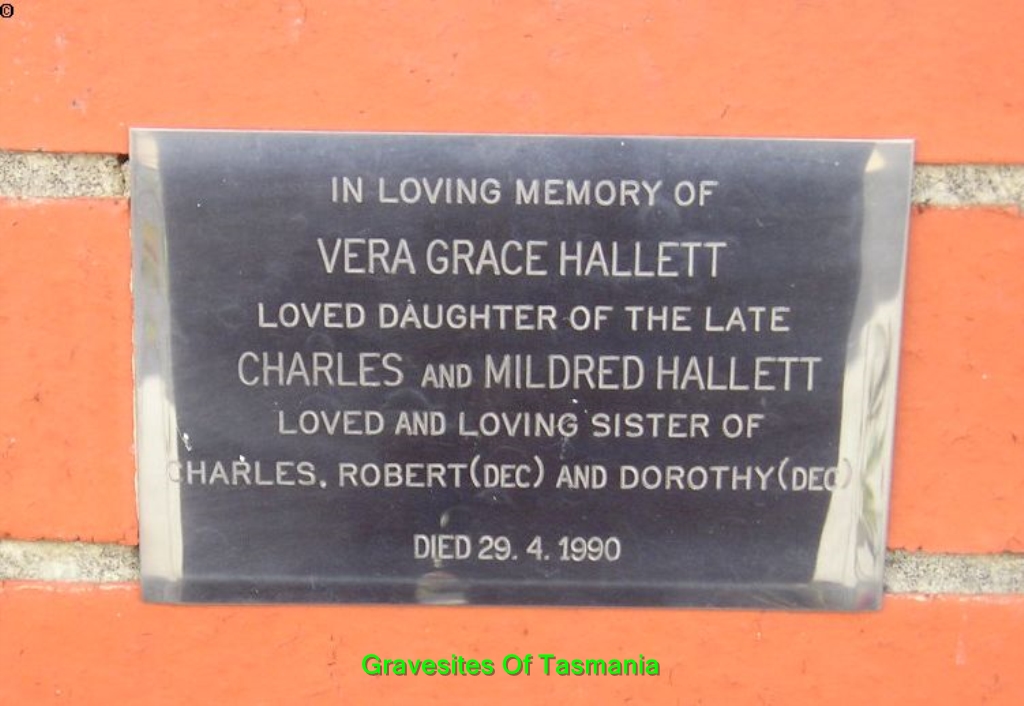 ©
IN LOVING MEMORY OF
VERA GRACE HALLETT
LOVED DAUGHTER OF THE LATE
CHARLES AND MILDRED HALLETT
LOVED AND LOVING SISTER OF
CHARLES, ROBERT(DEC) AND DOROTHY(DEC)
DIED 29. 4. 1990
Gravesites Of Tasmania